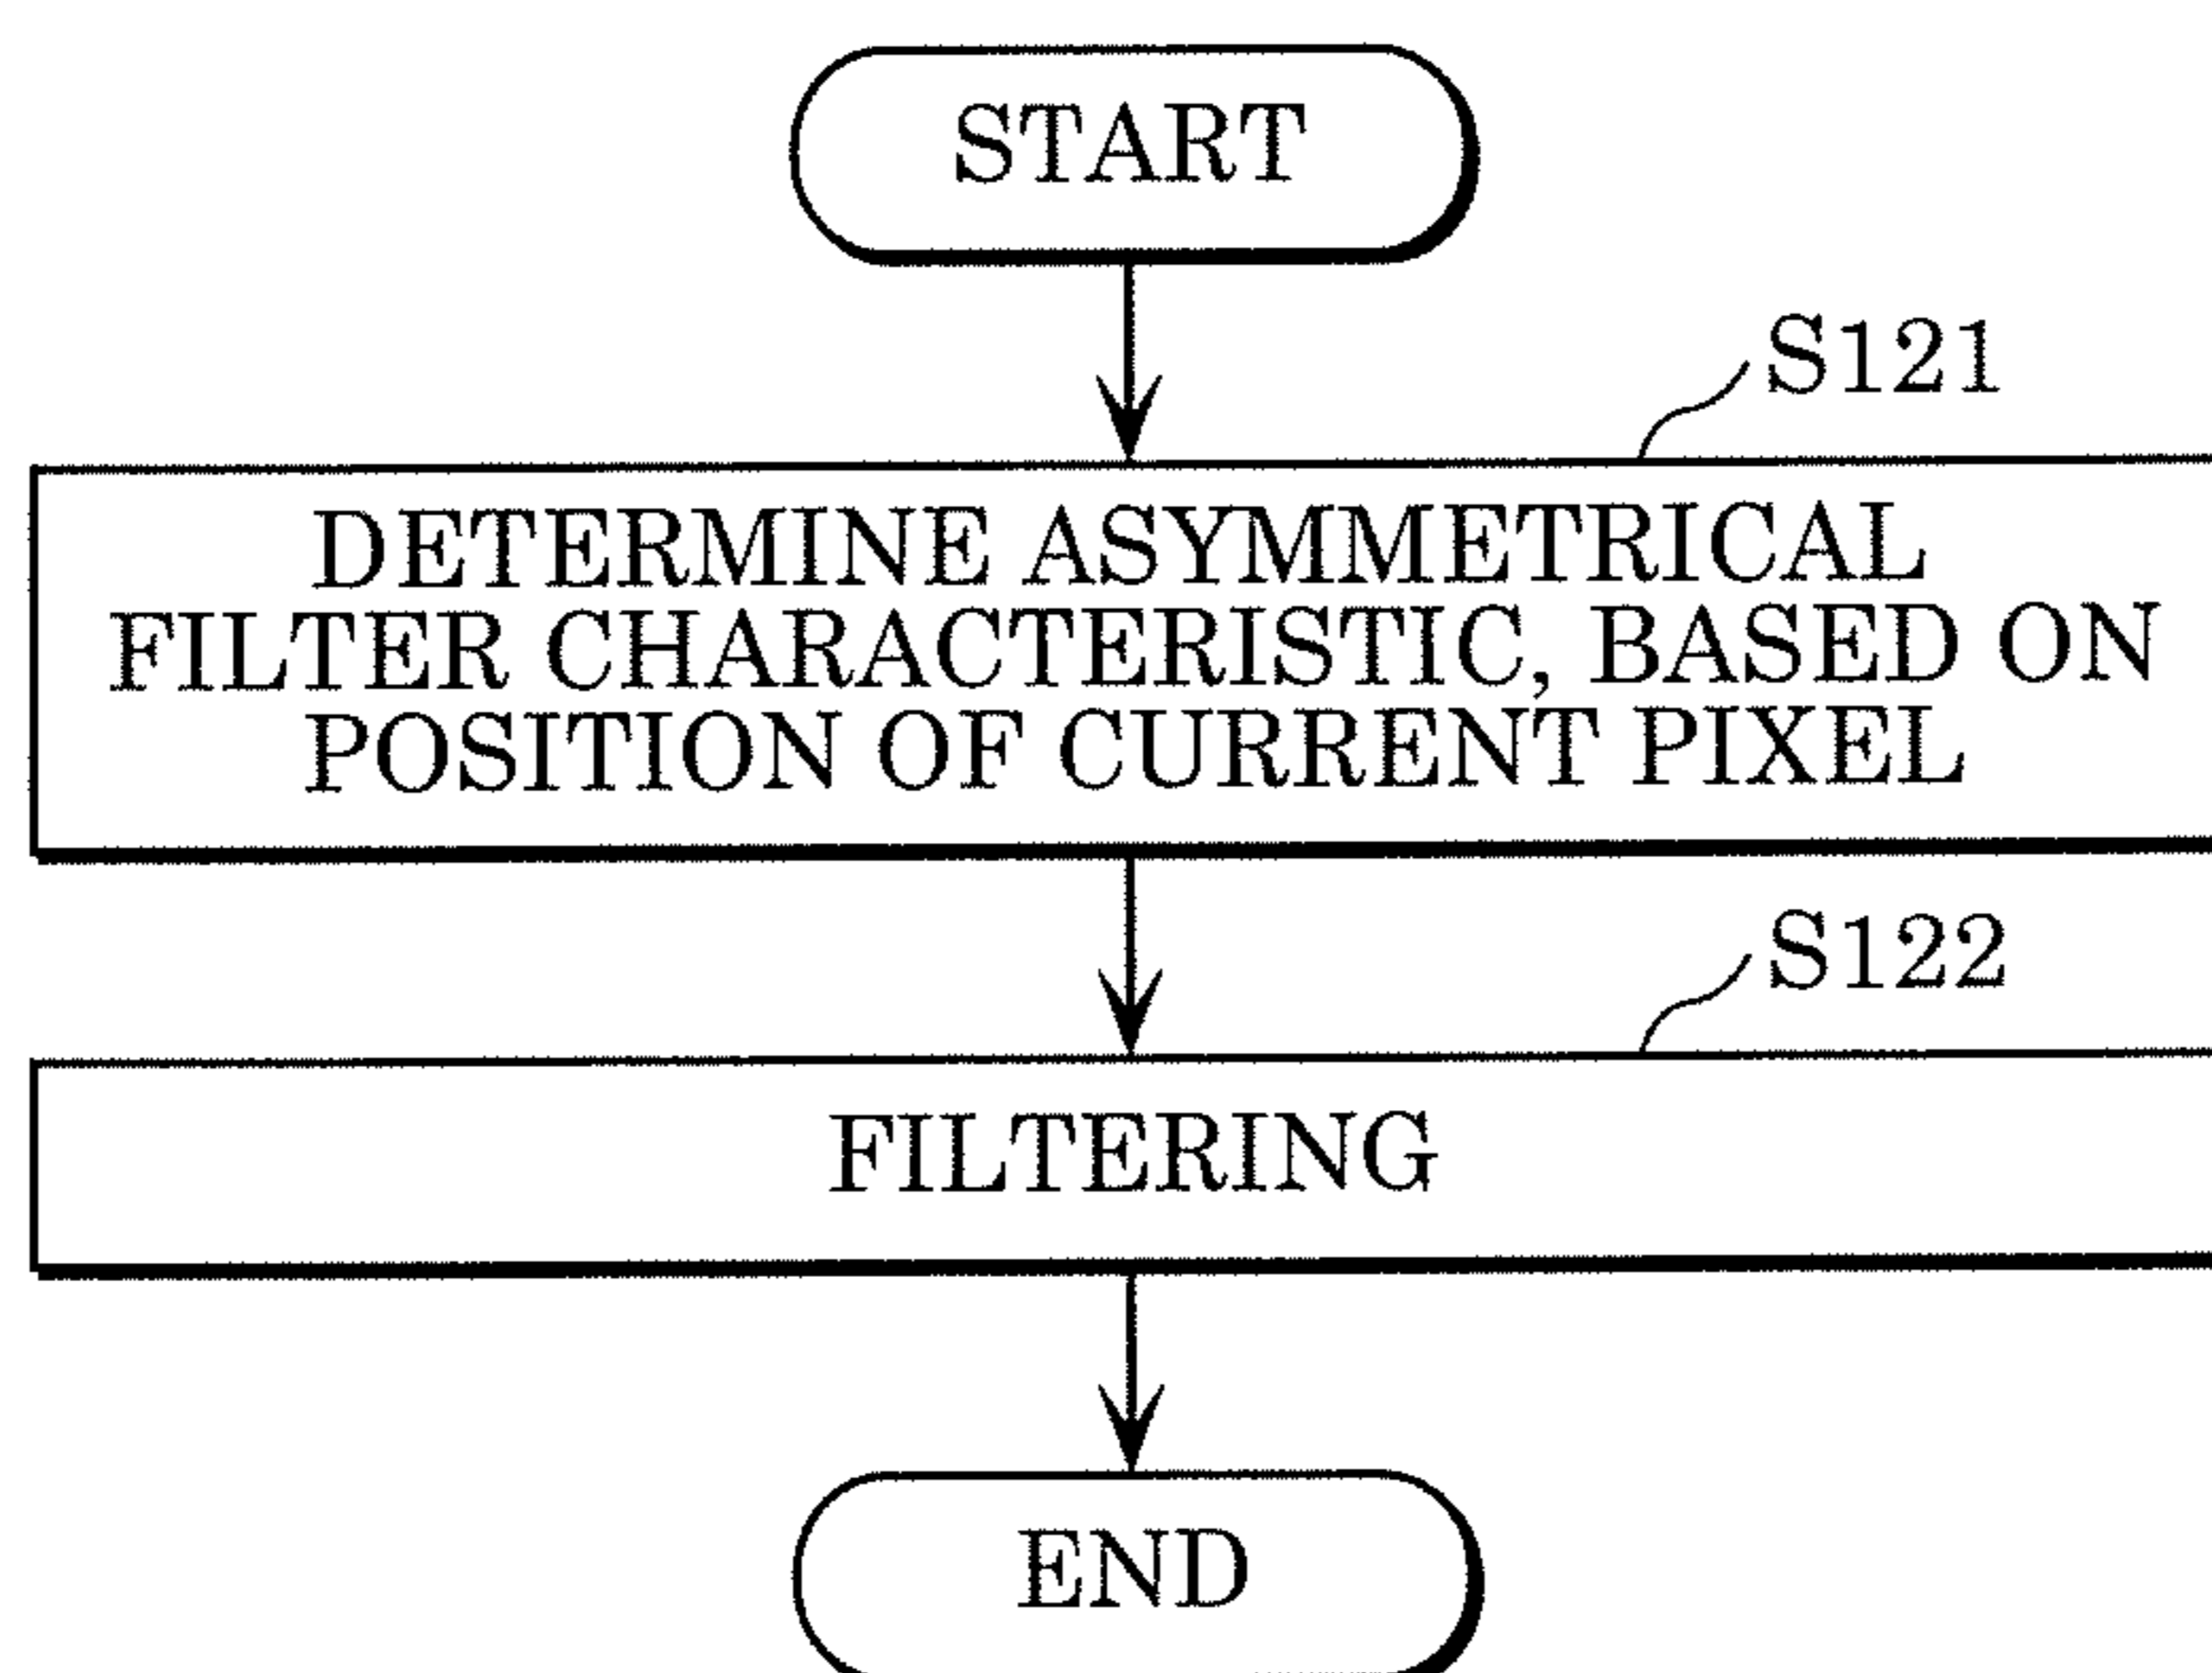 START
S121
DETERMINE ASYMMETRICAL
FILTER CHARACTERISTIC, BASED ON
POSITION OF CURRENT PIXEL
S122
FILTERING
END